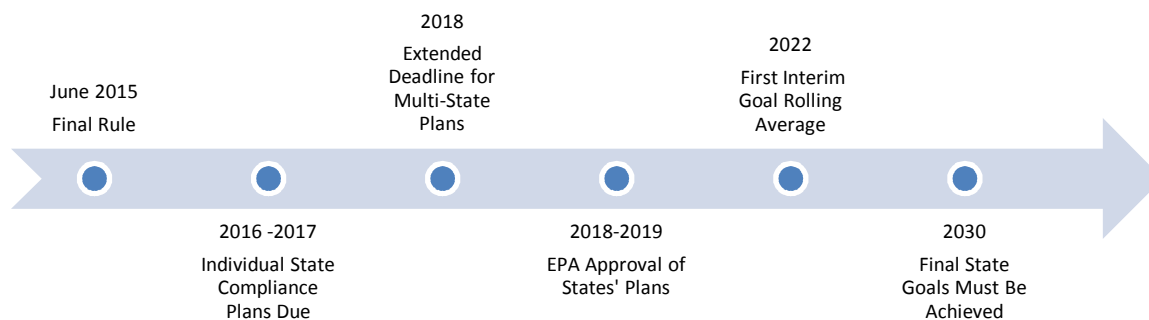 June 2015
Final Rule
2016 -2017
Individual State
Compliance
Plans Due
2018
Extended
Deadline for
Multi-State
Plans
2018-2019
EPA Approval of
States' Plans
2022
First Interim
Goal Rolling
Average
2030
Final State
Goals Must Be
Achieved